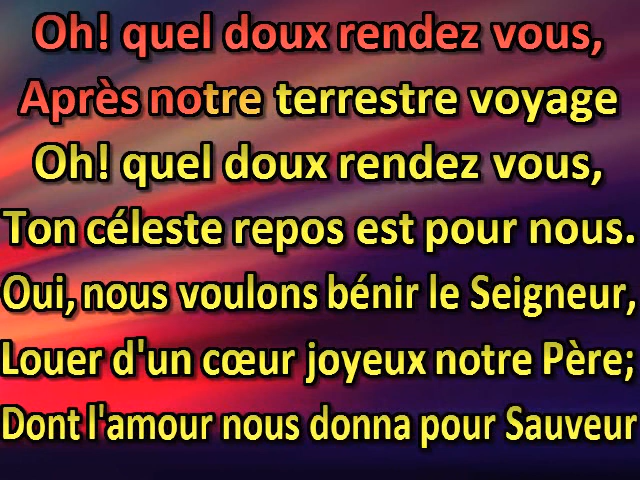 Oh! quel doux rendez vous,
Après notre terrestre voyage
Oh! quel doux rendez vous,
Ton céleste repos est pour nous.
Oui, nous voulons bénir le Seigneur,
Louer d'un cœur joyeux notre Père;
Dont l'amour nous donna pour Sauveur